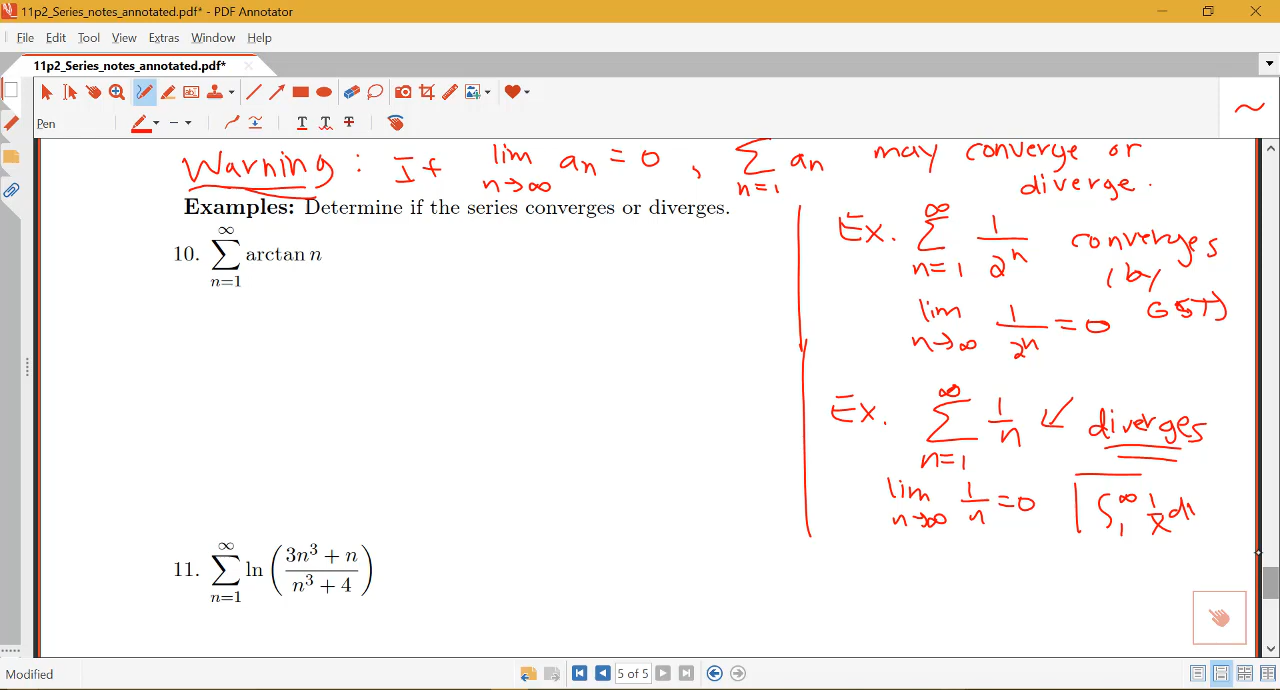 11p2_Series_notes_annotated.pdf* - PDF Annotator
File Edit Tool View Extras Window Help
11p2_Series_notes_annotated.pdf*
Pen
Warning : If lim n→∞ an = 0 , ∑ n=1 an may converge or
diverge.
Examples: Determine if the series converges or diverges.
10. ∞ ∑ n=1 arctan n
Ex. ∞ ∑ n=1 1/2^n converges
(by
GST)
lim n→∞ 1/2^n = 0
Ex. ∞ ∑ n=1 1/n ↙ diverges
lim n→∞ 1/n = 0 ∫ 1 ∞ 1/x dx
11. ∞ ∑ n=1 ln ( 3n³ + n / n³ + 4 )
Modified
5 of 5